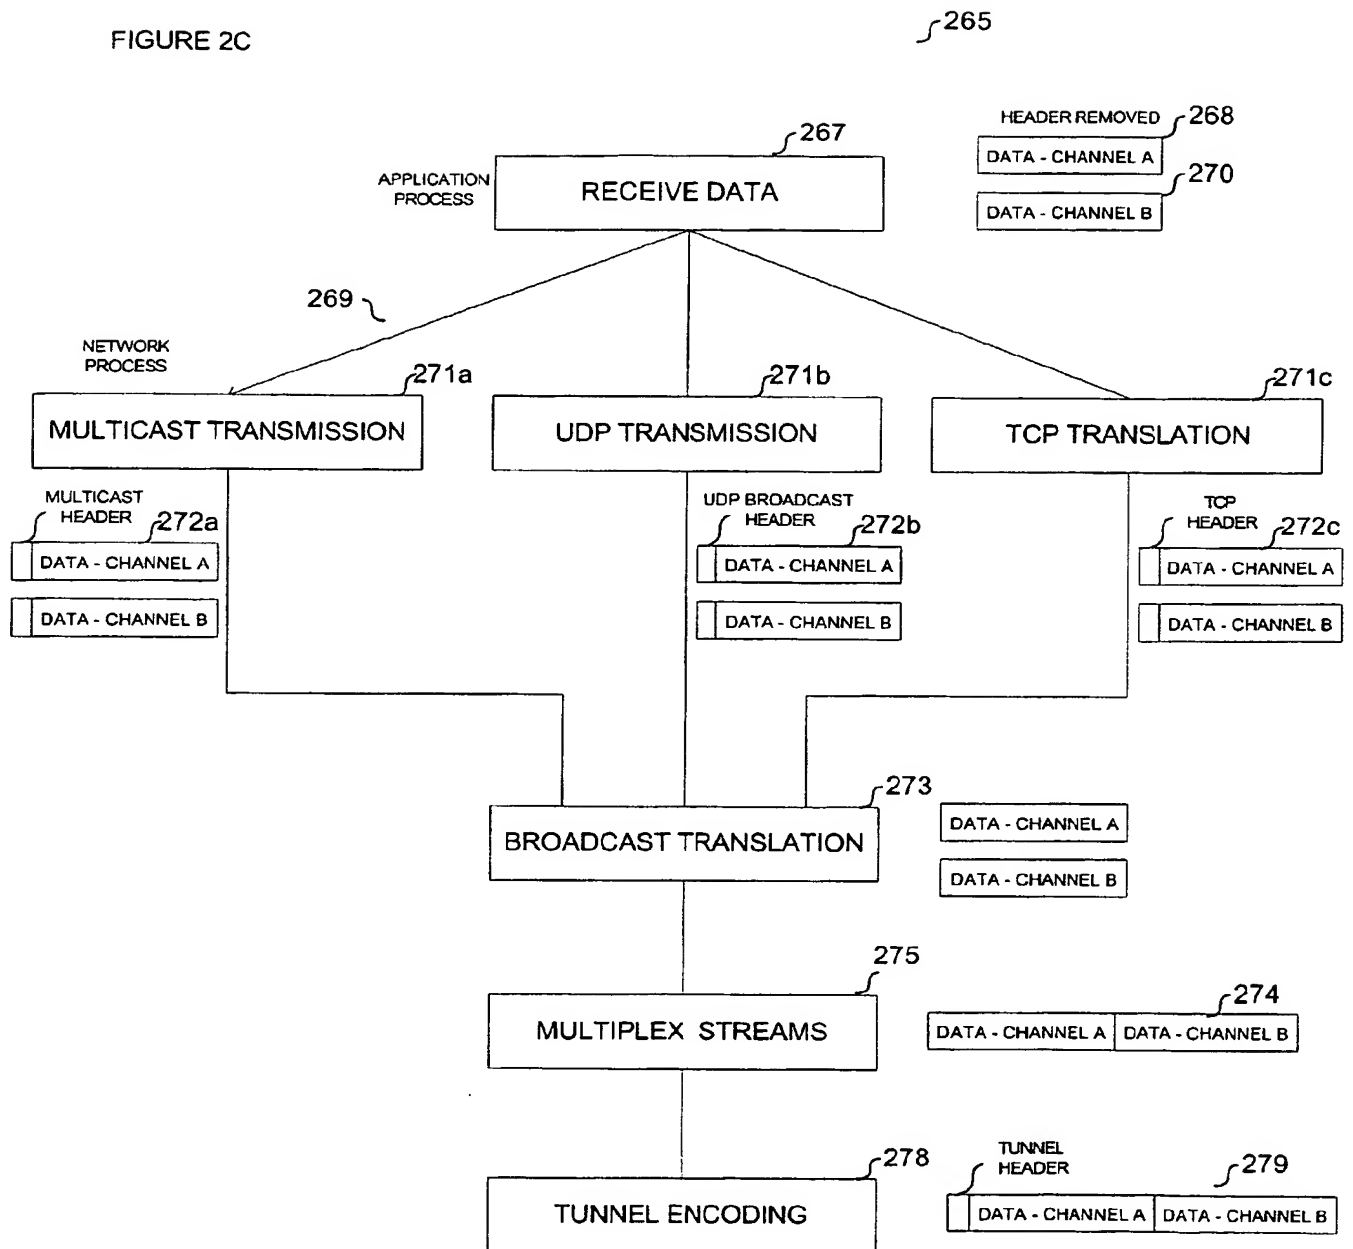 FIGURE 2C
265
HEADER REMOVED
268
267
DATA - CHANNEL A
APPLICATION
PROCESS
RECEIVE DATA
270
DATA - CHANNEL B
269
NETWORK
PROCESS
271a
271b
271c
MULTICAST TRANSMISSION
UDP TRANSMISSION
TCP TRANSLATION
MULTICAST
HEADER
272a
DATA - CHANNEL A
DATA - CHANNEL B
UDP BROADCAST
HEADER
272b
DATA - CHANNEL A
DATA - CHANNEL B
TCP
HEADER
272c
DATA - CHANNEL A
DATA - CHANNEL B
273
BROADCAST TRANSLATION
DATA - CHANNEL A
DATA - CHANNEL B
275
MULTIPLEX STREAMS
274
DATA - CHANNEL A
DATA - CHANNEL B
278
TUNNEL ENCODING
TUNNEL
HEADER
279
DATA - CHANNEL A
DATA - CHANNEL B